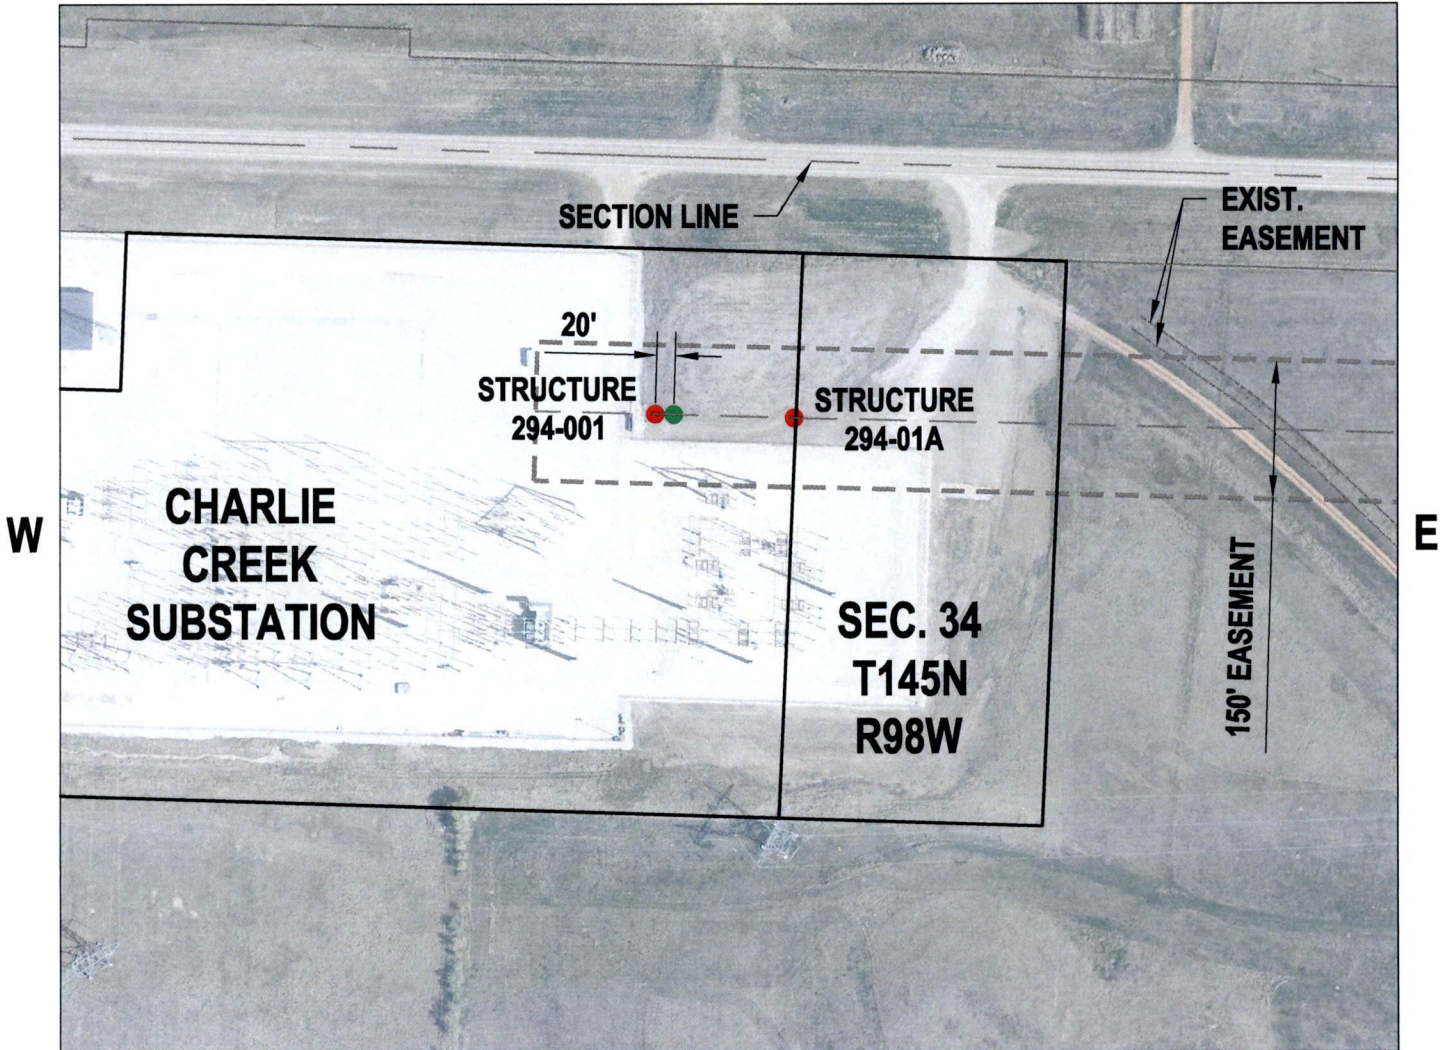 SECTION LINE
EXIST.
EASEMENT
20'
STRUCTURE
294-001
STRUCTURE
294-01A
CHARLIE
CREEK
SUBSTATION
W
E
SEC. 34
T145N
R98W
150' EASEMENT